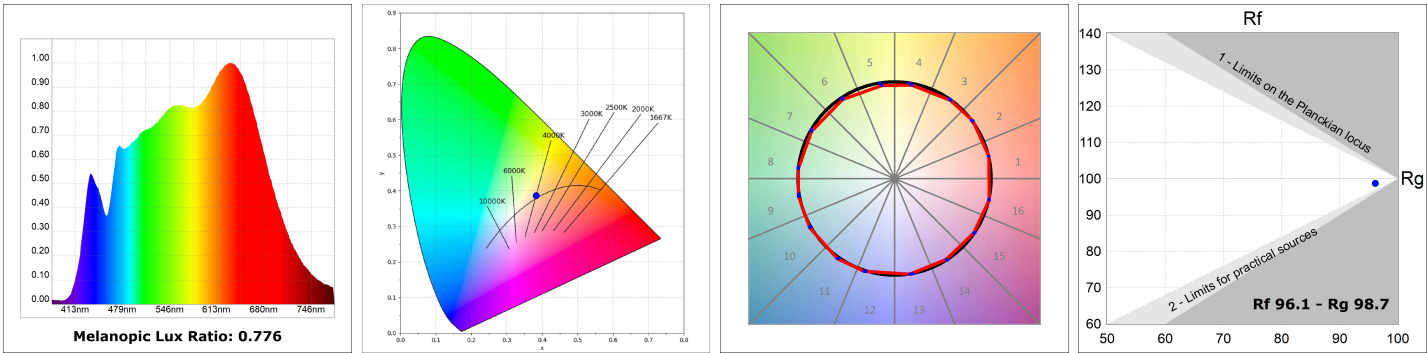 1.00
0.90
0.80
0.70
0.60
0.50
0.40
0.30
0.20
0.10
0.00
413nm 479nm 546nm 613nm 680nm 746nm
Melanopic Lux Ratio: 0.776
0.9
0.8
0.7
0.6
0.5
0.4
0.3
0.2
0.1
0.0
y
0.0 0.1 0.2 0.3 0.4 0.5 0.6 0.7 0.8
x
10000K
6000K
4000K
3000K
2500K
2000K
1667K
1
2
3
4
5
6
7
8
9
10
11
12
13
14
15
16
Rf
140
130
120
110
100
90
80
70
60
Rg
1 - Limits on the Planckian locus
2 - Limits for practical sources
Rf 96.1 - Rg 98.7
50 60 70 80 90 100